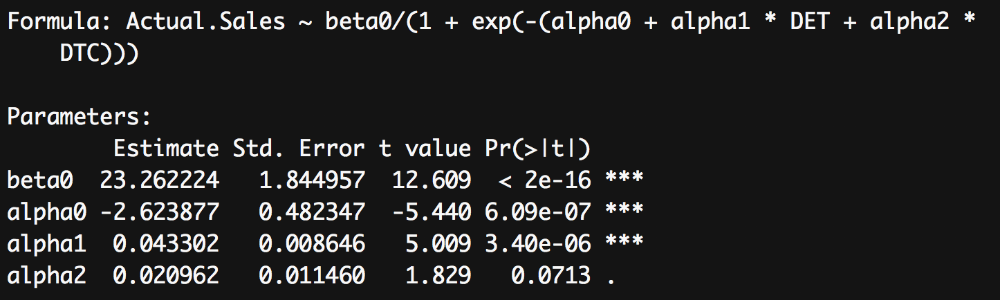 Formula: Actual.Sales ~ beta0/(1 + exp(-(alpha0 + alpha1 * DET + alpha2 *
DTC)))
Parameters:
Estimate Std. Error t value Pr(>|t|)
beta0 23.262224 1.844957 12.609 < 2e-16 ***
alpha0 -2.623877 0.482347 -5.440 6.09e-07 ***
alpha1 0.043302 0.008646 5.009 3.40e-06 ***
alpha2 0.020962 0.011460 1.829 0.0713 .